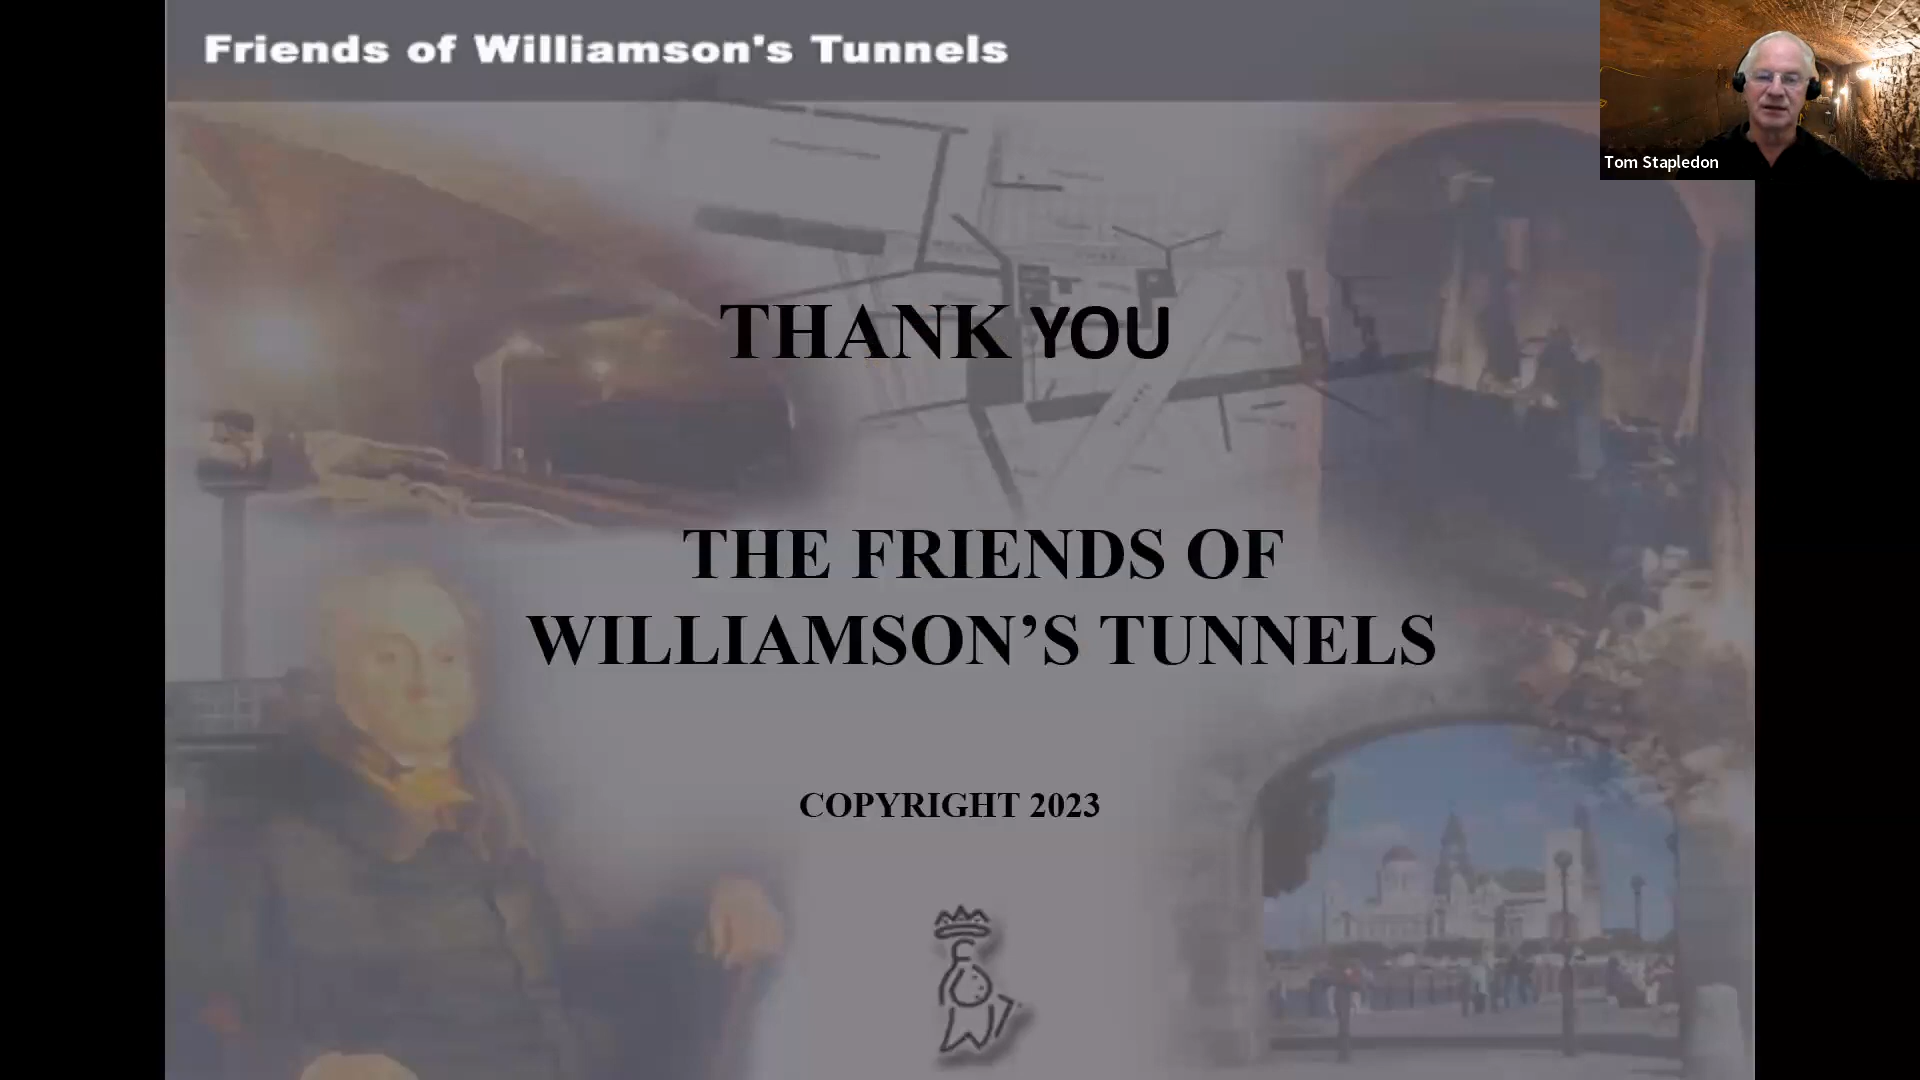 Friends of Williamson's Tunnels
Tom Stapledon
THANK YOU
THE FRIENDS OF
WILLIAMSON’S TUNNELS
COPYRIGHT 2023